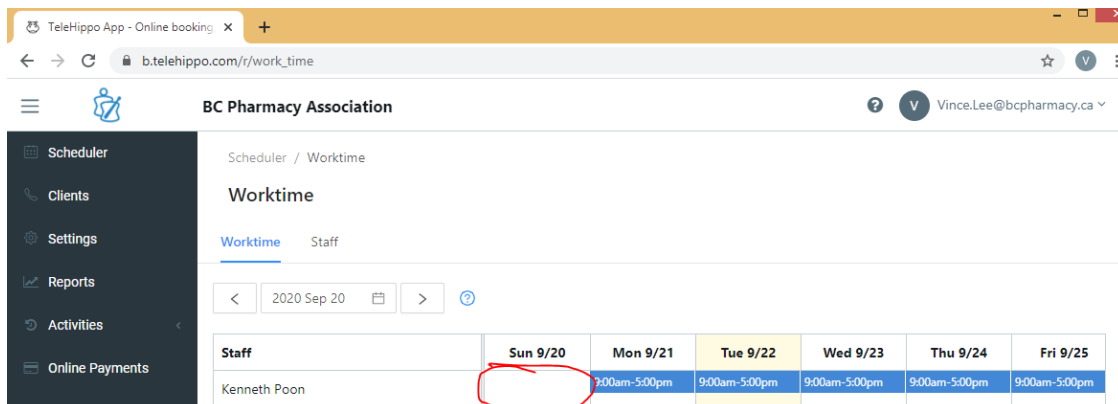 TeleHippo App - Online booking
b.telehippo.com/r/work_time
V
BC Pharmacy Association
V Vince.Lee@bcpharmacy.ca
Scheduler
Clients
Settings
Reports
Activities
Online Payments
Scheduler / Worktime
Worktime
Worktime Staff
2020 Sep 20
Staff Sun 9/20 Mon 9/21 Tue 9/22 Wed 9/23 Thu 9/24 Fri 9/25
Kenneth Poon 9:00am-5:00pm 9:00am-5:00pm 9:00am-5:00pm 9:00am-5:00pm 9:00am-5:00pm